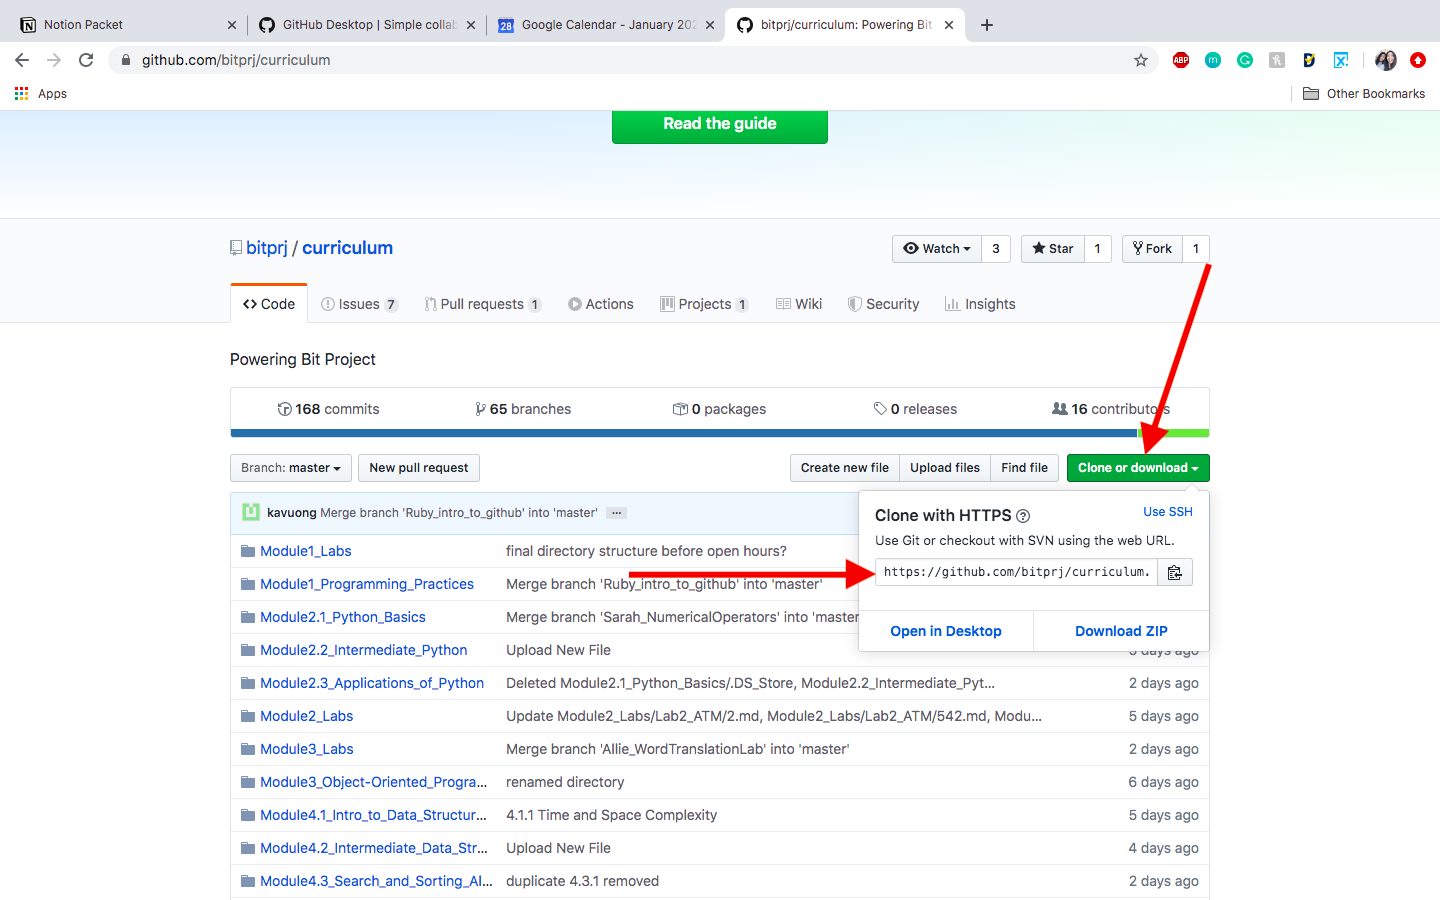 Notion Packet
GitHub Desktop | Simple collab
28 Google Calendar - January 202
bitprj/curriculum: Powering Bit
github.com/bitprj/curriculum
ABP
Apps
Other Bookmarks
Read the guide
bitprj / curriculum
Watch 3
Star 1
Fork 1
Code
Issues 7
Pull requests 1
Actions
Projects 1
Wiki
Security
Insights
Powering Bit Project
168 commits
65 branches
0 packages
0 releases
16 contributors
Branch: master
New pull request
Create new file
Upload files
Find file
Clone or download
kavuong Merge branch 'Ruby_intro_to_github' into 'master' ...
Clone with HTTPS
Use SSH
Use Git or checkout with SVN using the web URL.
https://github.com/bitprj/curriculum.
Open in Desktop
Download ZIP
Module1_Labs final directory structure before open hours?
Module1_Programming_Practices Merge branch 'Ruby_intro_to_github' into 'master'
Module2.1_Python_Basics Merge branch 'Sarah_NumericalOperators' into 'master
Module2.2_Intermediate_Python Upload New File 3 days ago
Module2.3_Applications_of_Python Deleted Module2.1_Python_Basics/.DS_Store, Module2.2_Intermediate_Pyt... 2 days ago
Module2_Labs Update Module2_Labs/Lab2_ATM/2.md, Module2_Labs/Lab2_ATM/542.md, Modu... 5 days ago
Module3_Labs Merge branch 'Allie_WordTranslationLab' into 'master' 2 days ago
Module3_Object-Oriented_Progra... renamed directory 6 days ago
Module4.1_Intro_to_Data_Structur... 4.1.1 Time and Space Complexity 5 days ago
Module4.2_Intermediate_Data_Str... Upload New File 4 days ago
Module4.3_Search_and_Sorting_Al... duplicate 4.3.1 removed 2 days ago